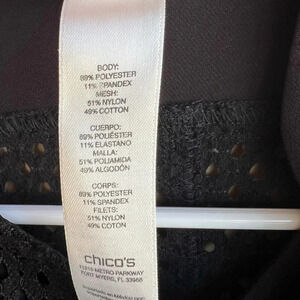 BODY:
89% POLYESTER
11% SPANDEX
MESH:
51% NYLON
49% COTTON
CUERPO:
89% POLIÉSTER
11% ELASTANO
MALLA:
51% POLIAMIDA
49% ALGODÓN
CORPS:
89% POLYESTER
11% SPANDEX
FILETS:
51% NYLON
49% COTON
chico's
11215 METRO PARKWAY
FORT MYERS, FL 33966